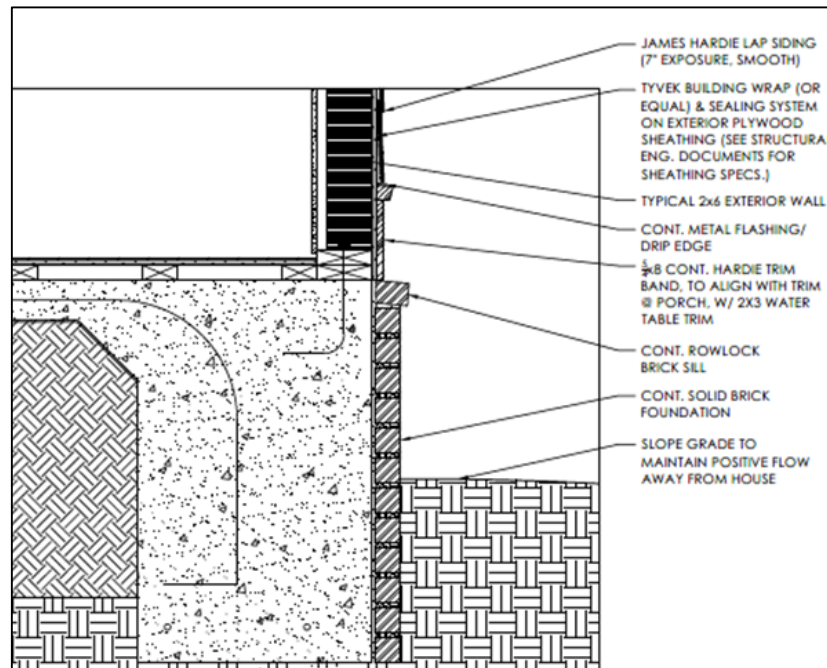 JAMES HARDIE LAP SIDING
(7" EXPOSURE, SMOOTH)
TYVEK BUILDING WRAP (OR
EQUAL) & SEALING SYSTEM
ON EXTERIOR PLYWOOD
SHEATHING (SEE STRUCTURA
ENG. DOCUMENTS FOR
SHEATHING SPECS.)
TYPICAL 2x6 EXTERIOR WALL
CONT. METAL FLASHING/
DRIP EDGE
CONT. HARDIE TRIM
BAND, TO ALIGN WITH TRIM
@ PORCH, W/ 2X3 WATER
TABLE TRIM
CONT. ROWLOCK
BRICK SILL
CONT. SOLID BRICK
FOUNDATION
SLOPE GRADE TO
MAINTAIN POSITIVE FLOW
AWAY FROM HOUSE